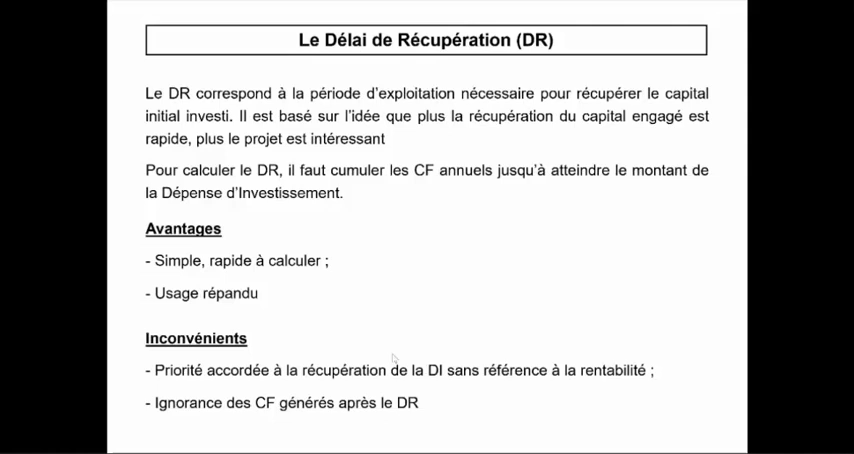 Le Délai de Récupération (DR)
Le DR correspond à la période d'exploitation nécessaire pour récupérer le capital
initial investi. Il est basé sur l'idée que plus la récupération du capital engagé est
rapide, plus le projet est intéressant
Pour calculer le DR, il faut cumuler les CF annuels jusqu'à atteindre le montant de
la Dépense d'Investissement.
Avantages
- Simple, rapide à calculer ;
- Usage répandu
Inconvénients
- Priorité accordée à la récupération de la DI sans référence à la rentabilité ;
- Ignorance des CF générés après le DR